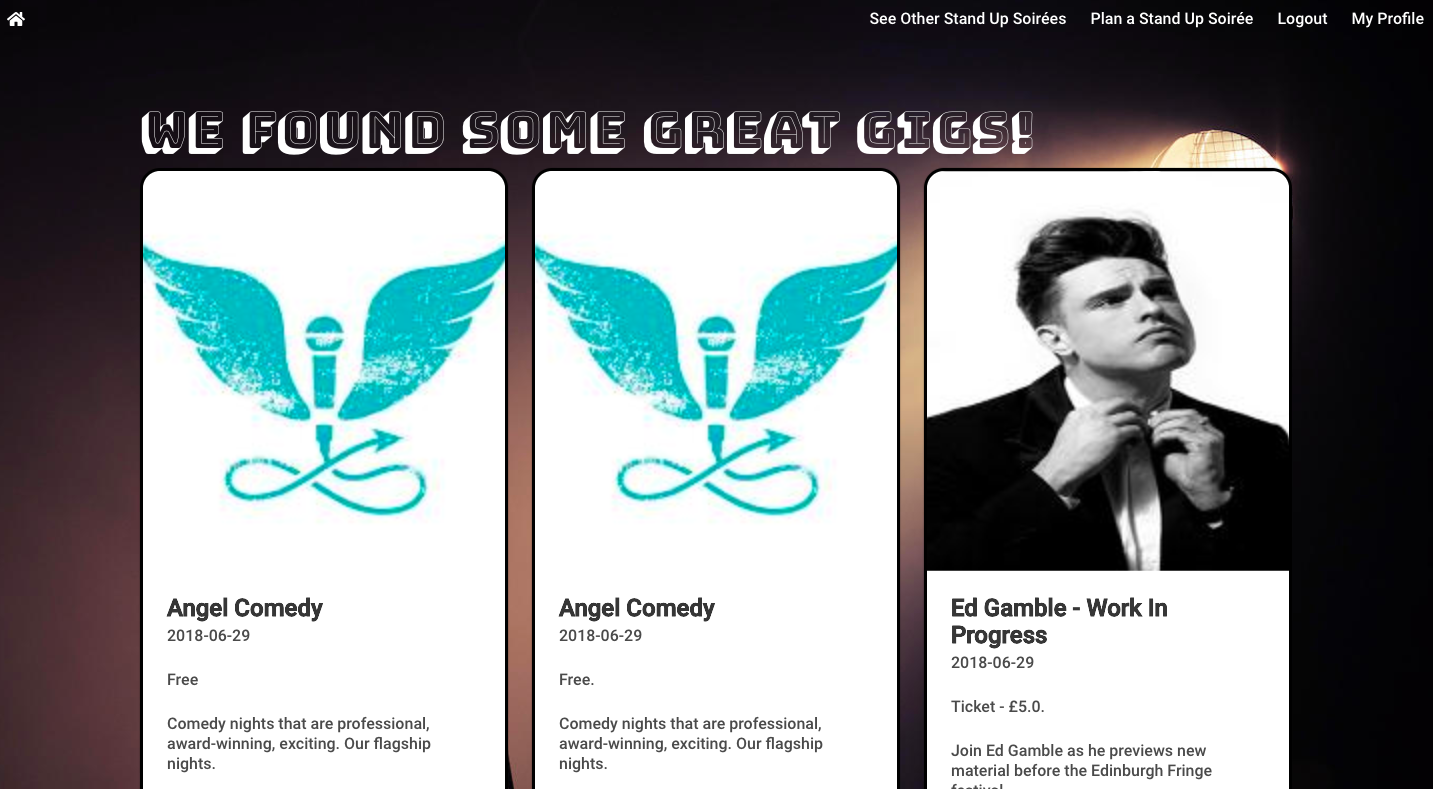 See Other Stand Up Soirées Plan a Stand Up Soirée Logout My Profile
WE FOUND SOME GREAT GIGS!
Angel Comedy
2018-06-29
Free
Comedy nights that are professional,
award-winning, exciting. Our flagship
nights.
Angel Comedy
2018-06-29
Free.
Comedy nights that are professional,
award-winning, exciting. Our flagship
nights.
Ed Gamble - Work In
Progress
2018-06-29
Ticket - £5.0.
Join Ed Gamble as he previews new
material before the Edinburgh Fringe
festival